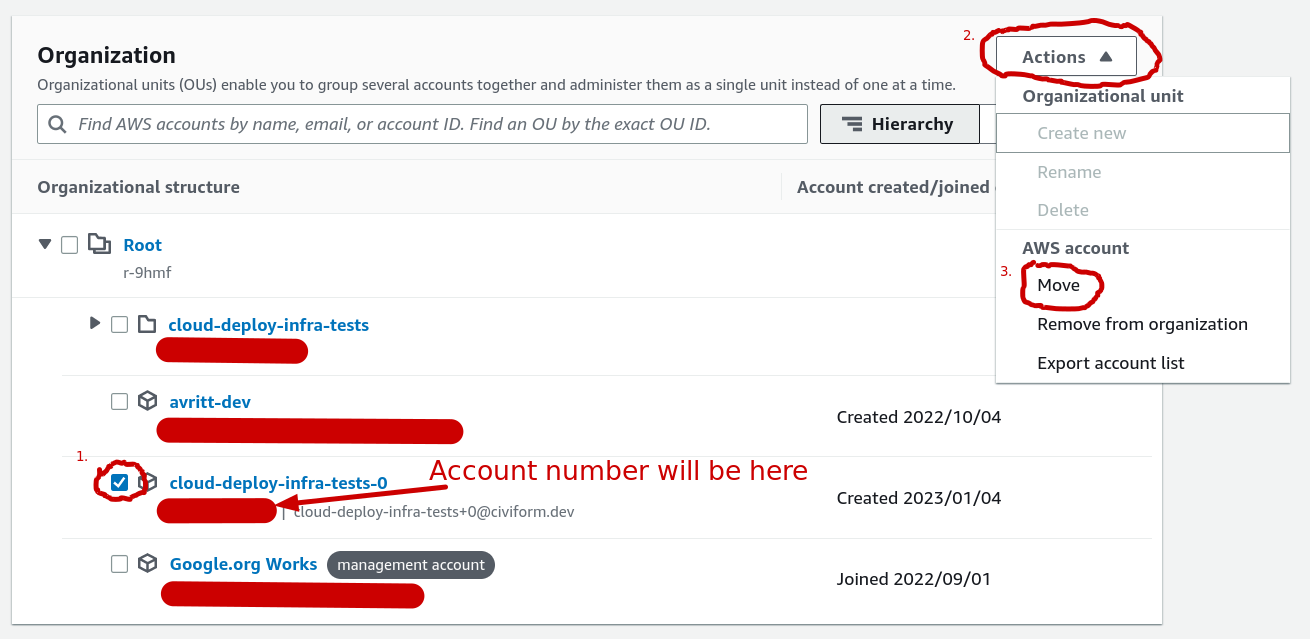 Organization
2.
Actions
Organizational units (OUs) enable you to group several accounts together and administer them as a single unit instead of one at a time.
Organizational unit
Find AWS accounts by name, email, or account ID. Find an OU by the exact OU ID.
Hierarchy
Create new
Rename
Delete
Organizational structure
Account created/joined
AWS account
3.
Move
Remove from organization
Export account list
Root
r-9hmf
cloud-deploy-infra-tests
avritt-dev
Created 2022/10/04
1.
Account number will be here
cloud-deploy-infra-tests-0
| cloud-deploy-infra-tests+0@civiform.dev
Created 2023/01/04
Google.org Works management account
Joined 2022/09/01